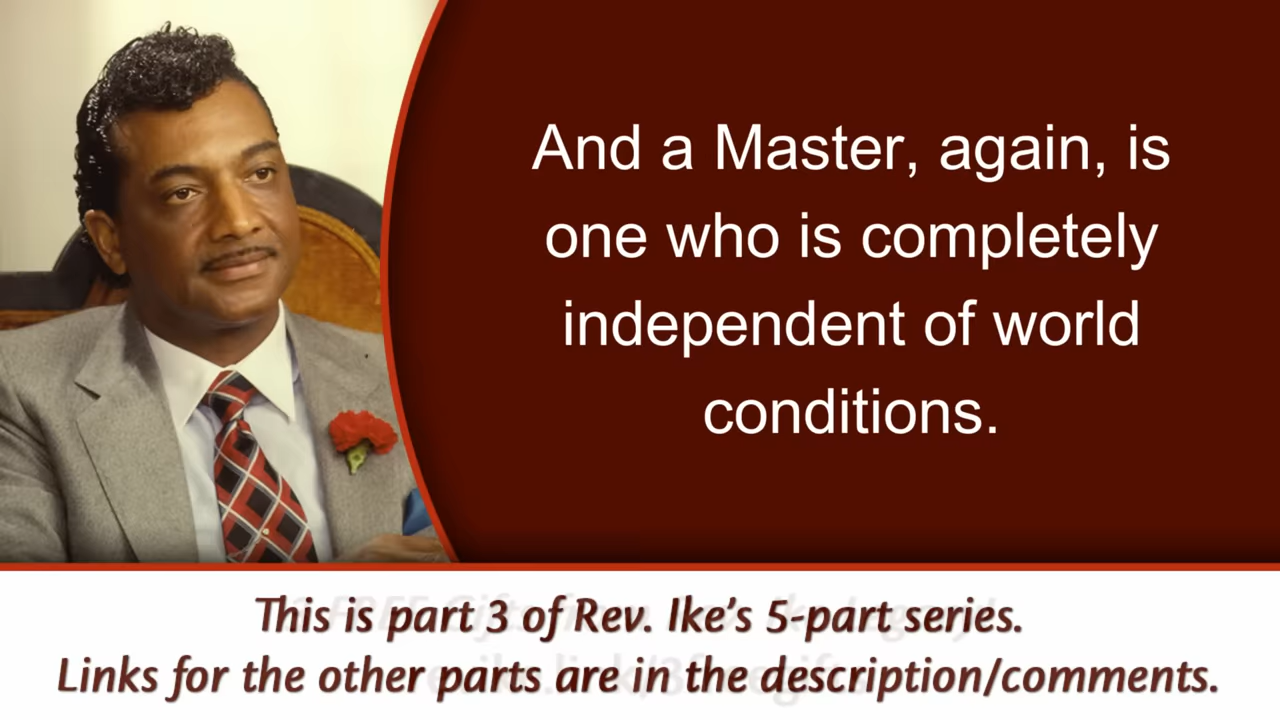 And a Master, again, is
one who is completely
independent of world
conditions.
This is part 3 of Rev. Ike's 5-part series.
Links for the other parts are in the description/comments.